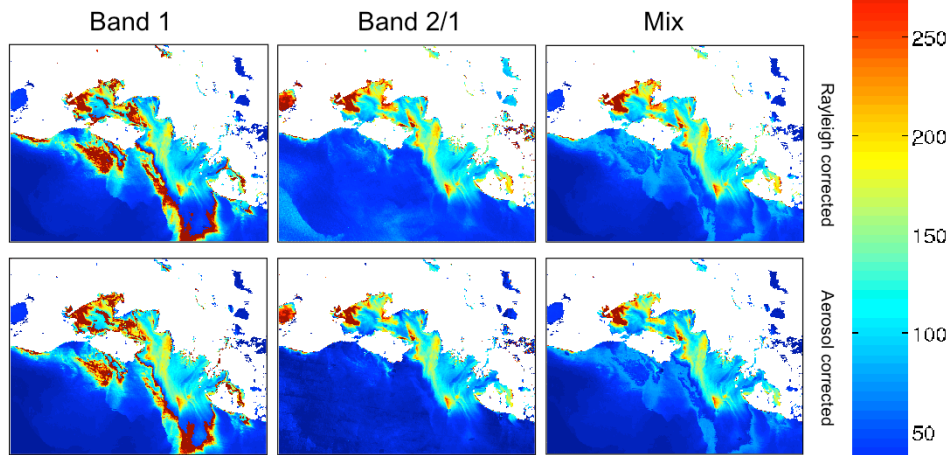 Band 1
Band 2/1
Mix
Rayleigh corrected
Aerosol corrected
250
200
150
100
50